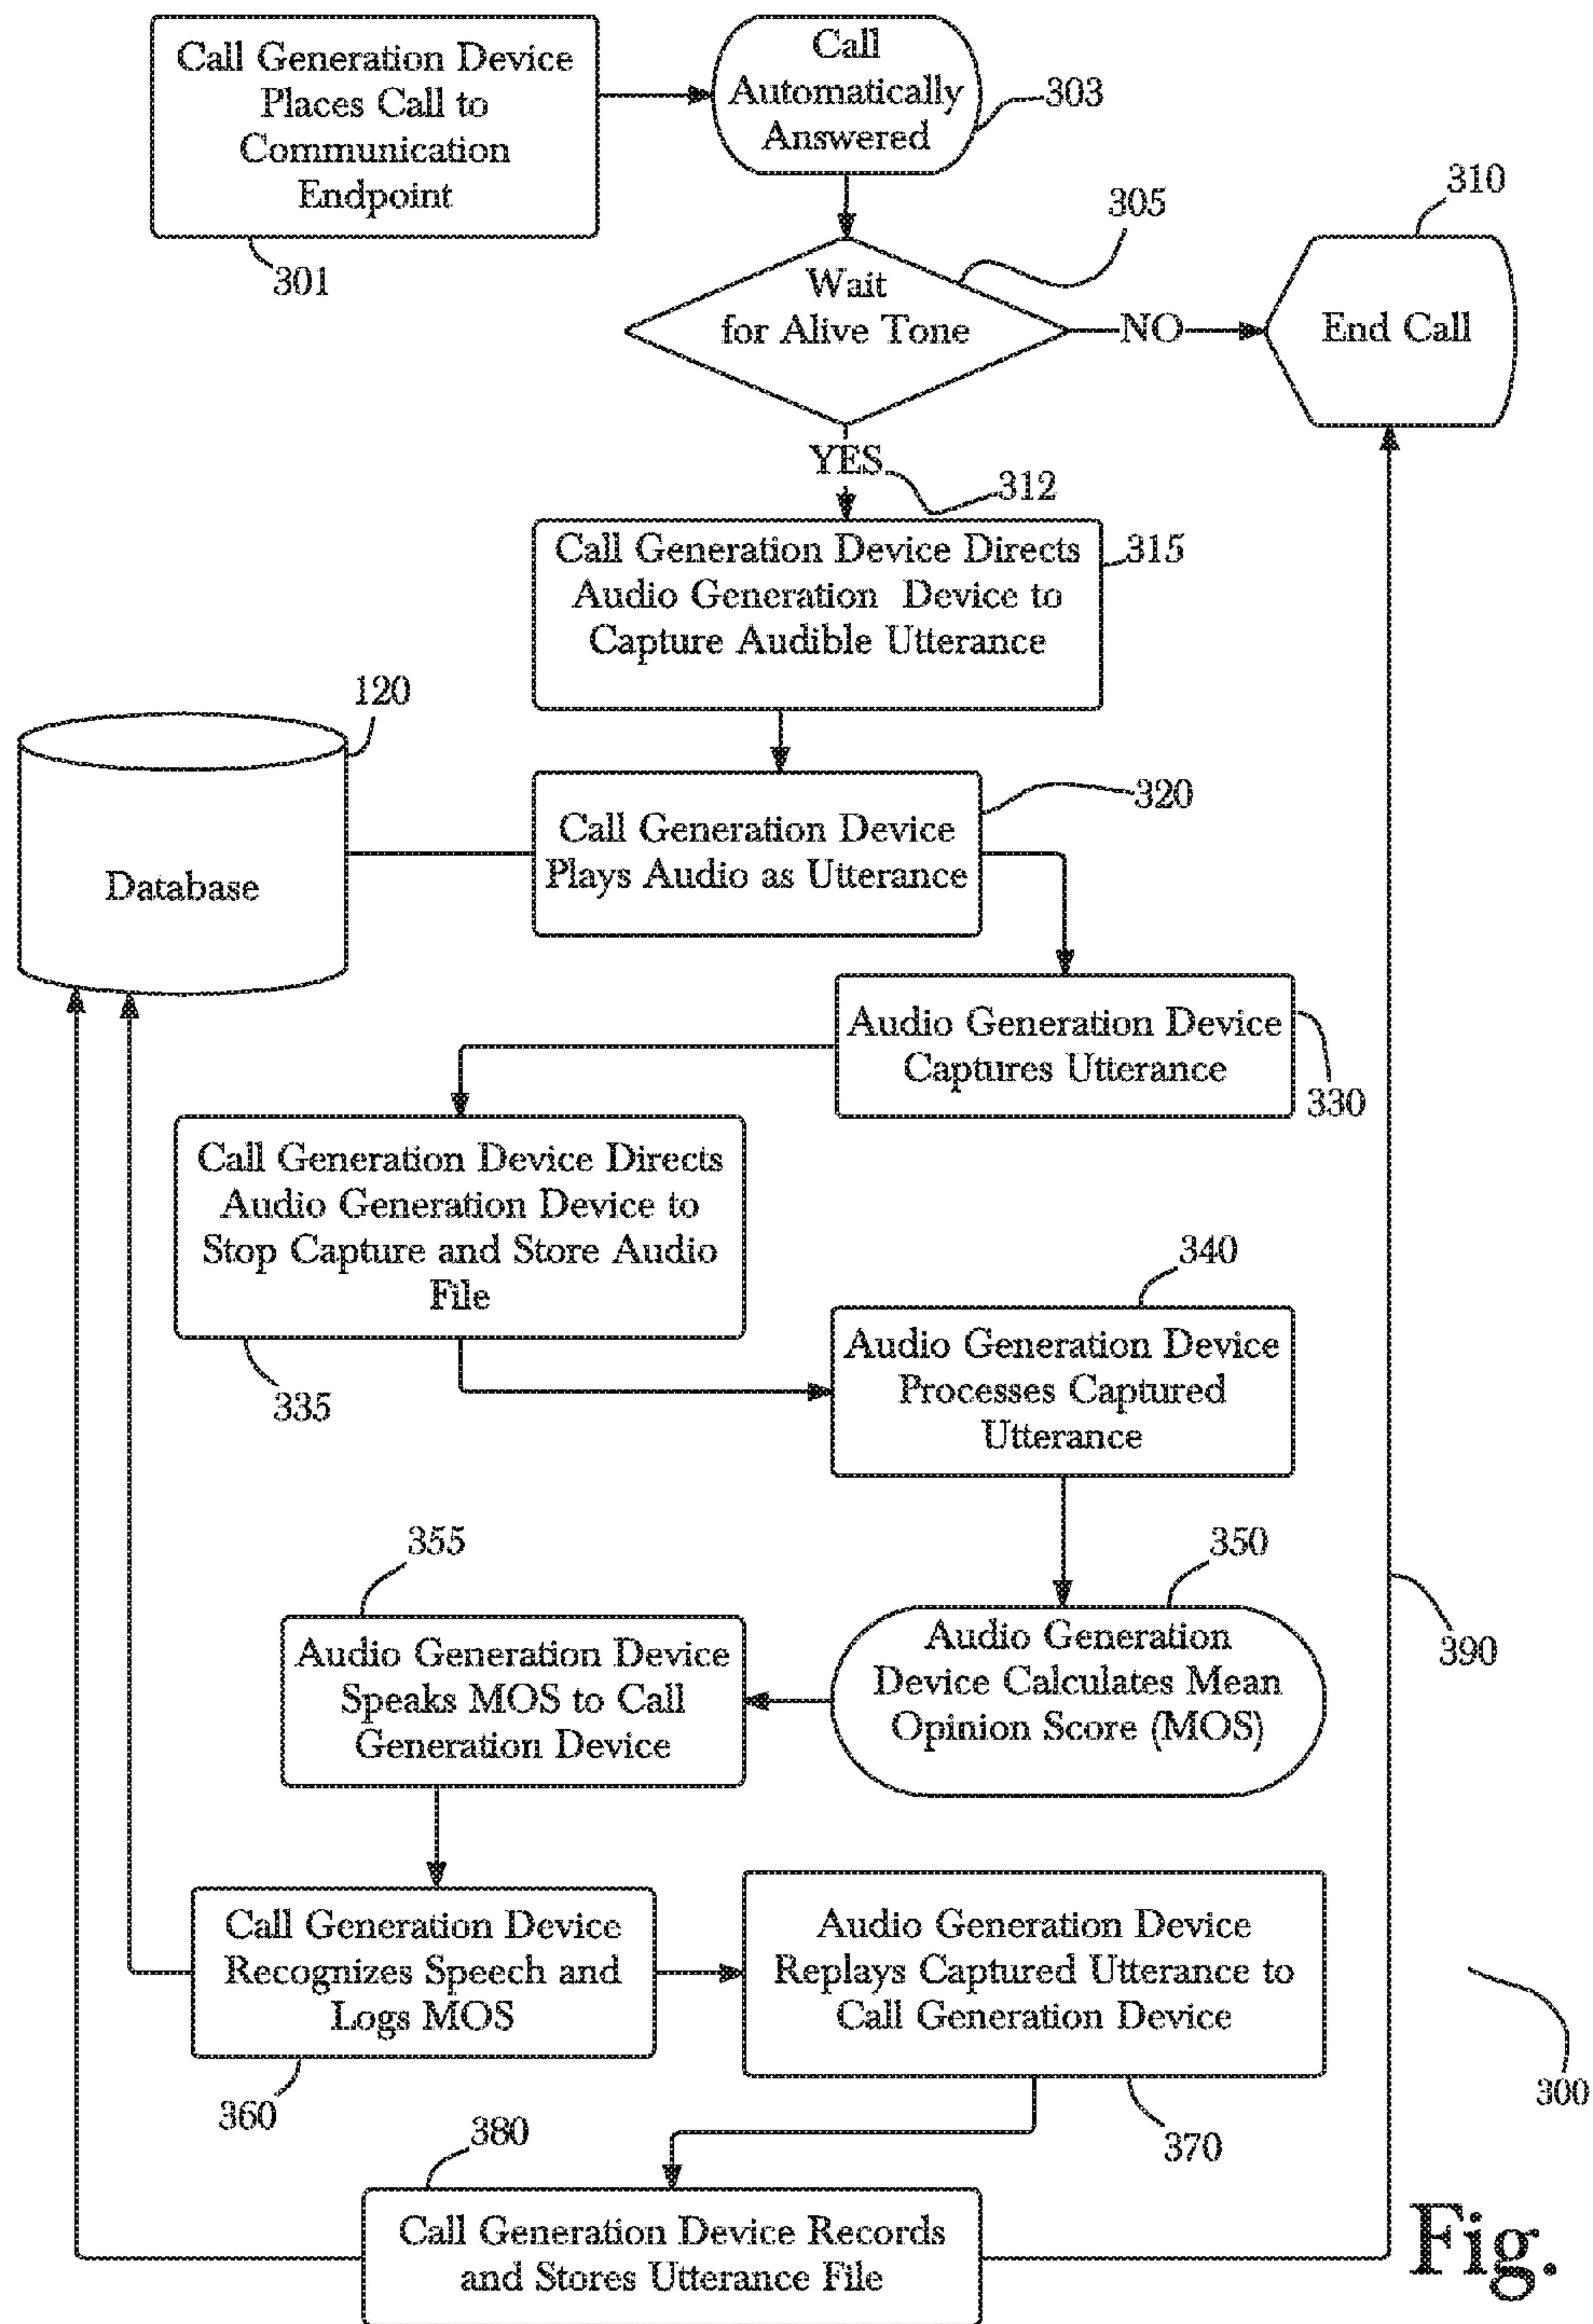 Call Generation Device
Places Call to
Communication
Endpoint
301
Call
Automatically
Answered
303
Wait
for Alive Tone
305
NO
310
End Call
YES
312
Call Generation Device Directs
Audio Generation Device to
Capture Audible Utterance
315
120
Database
Call Generation Device
Plays Audio as Utterance
320
Audio Generation Device
Captures Utterance
330
Call Generation Device Directs
Audio Generation Device to
Stop Capture and Store Audio
File
335
340
Audio Generation Device
Processes Captured
Utterance
350
Audio Generation
Device Calculates Mean
Opinion Score (MOS)
355
Audio Generation Device
Speaks MOS to Call
Generation Device
390
Call Generation Device
Recognizes Speech and
Logs MOS
360
Audio Generation Device
Replays Captured Utterance to
Call Generation Device
370
300
380
Call Generation Device Records
and Stores Utterance File
Fig.